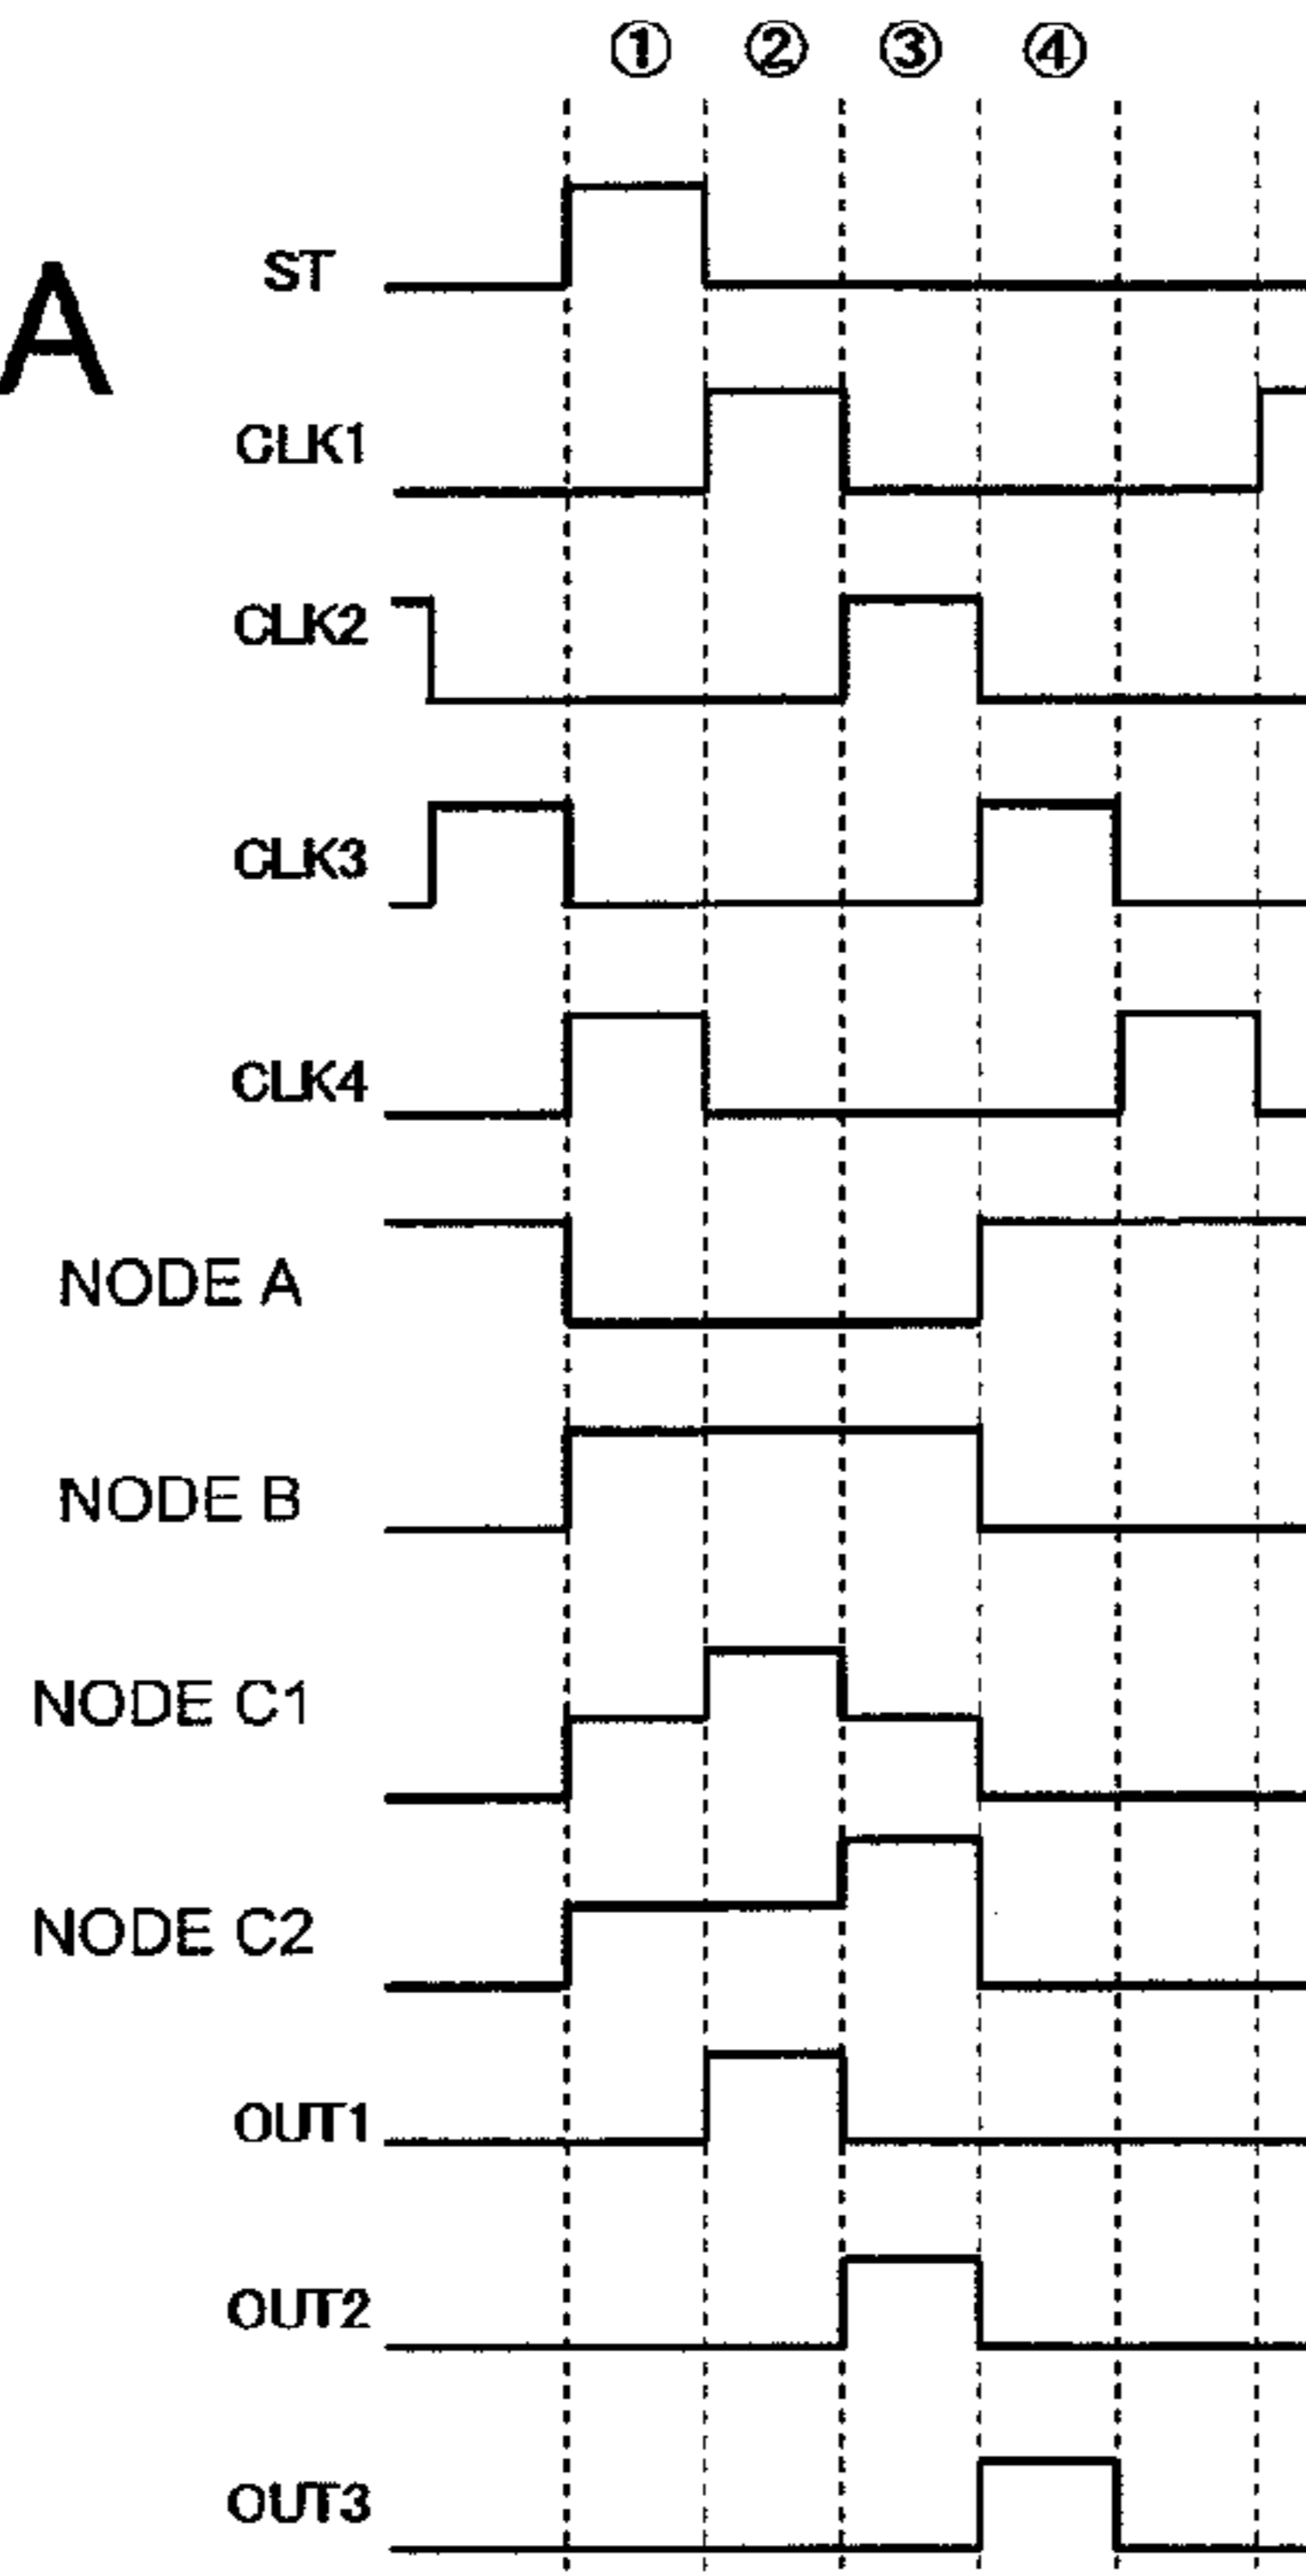 ① ② ③ ④
A
ST
CLK1
CLK2
CLK3
CLK4
NODE A
NODE B
NODE C1
NODE C2
OUT1
OUT2
OUT3